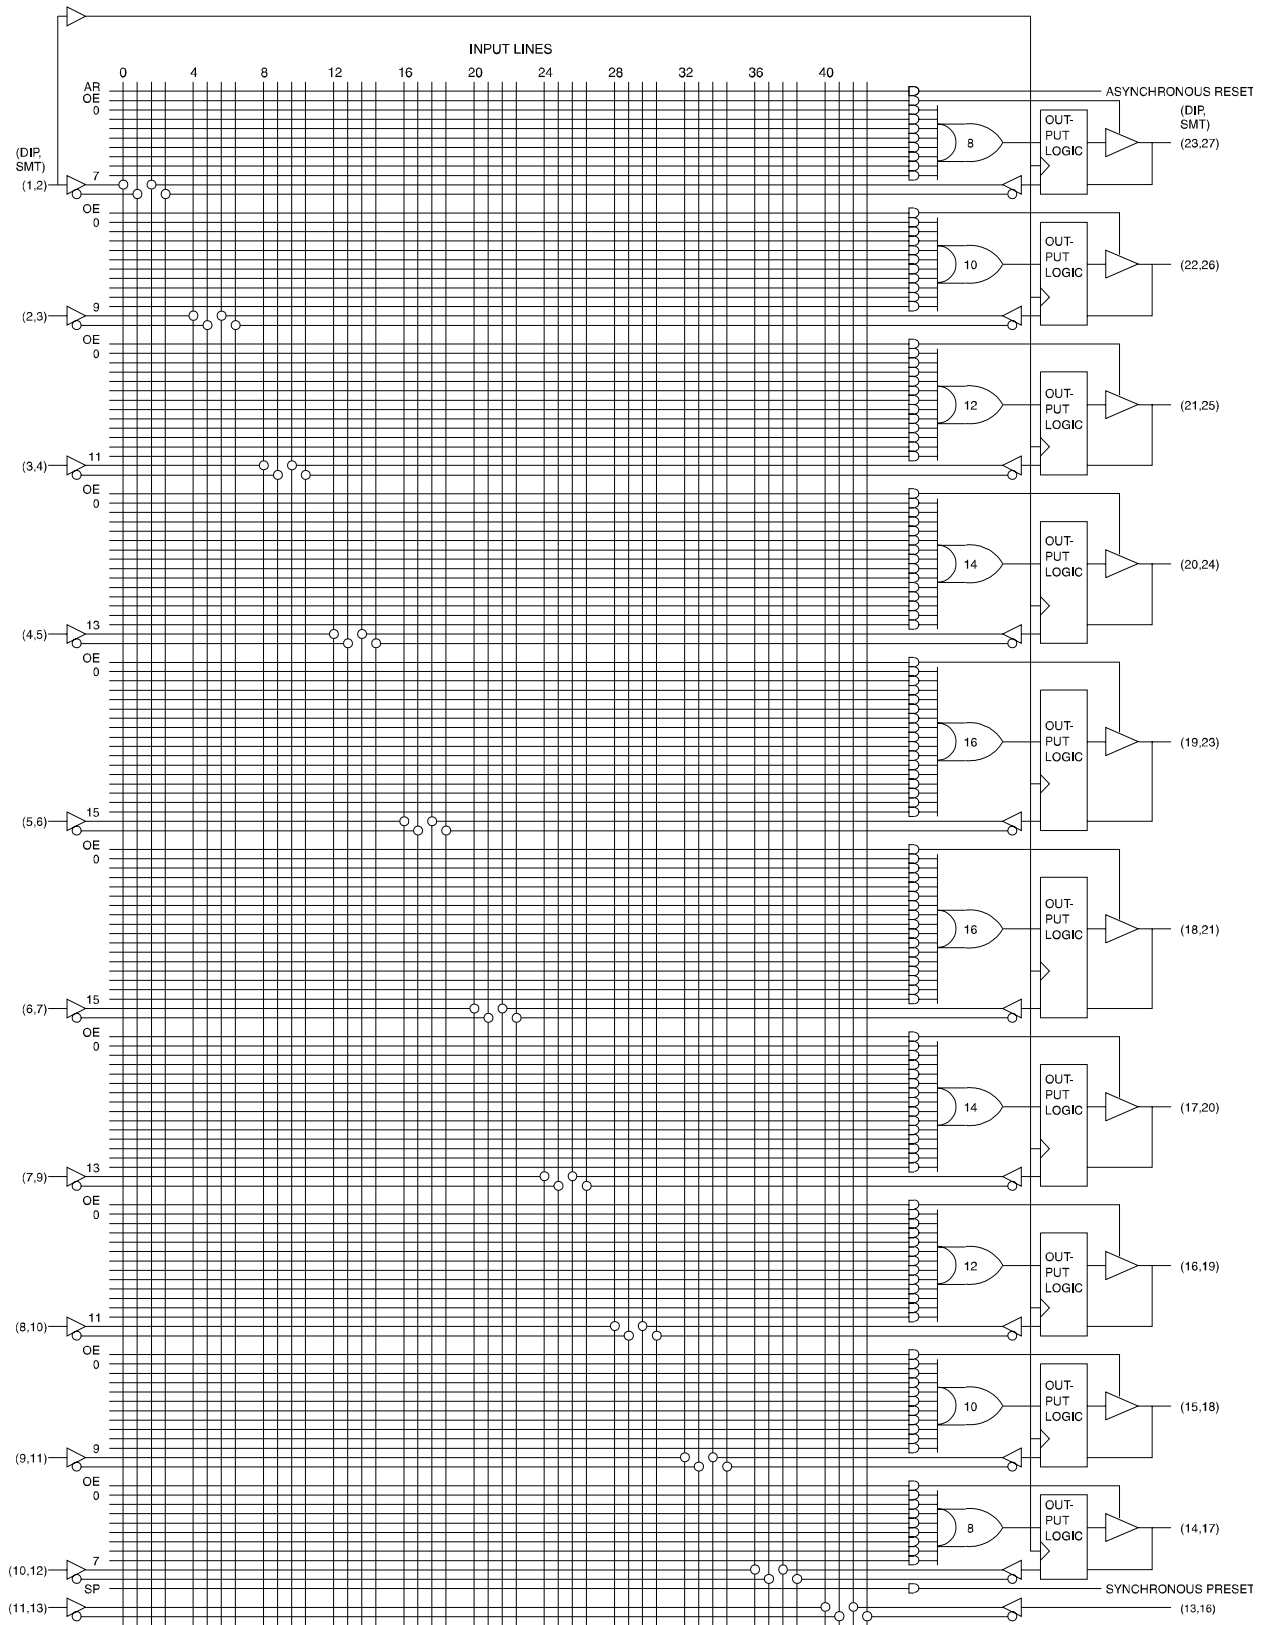 INPUT LINES
0 4 8 12 16 20 24 28 32 36 40
AR
ASYNCHRONOUS RESET
OE
0
(DIP,
SMT)
OUT-
PUT
LOGIC
8
(23,27)
(DIP,
SMT)
7
(1,2)
OE
0
OUT-
PUT
LOGIC
10
(22,26)
9
(2,3)
OE
0
OUT-
PUT
LOGIC
12
(21,25)
11
(3,4)
OE
0
OUT-
PUT
LOGIC
14
(20,24)
13
(4,5)
OE
0
OUT-
PUT
LOGIC
16
(19,23)
15
(5,6)
OE
0
OUT-
PUT
LOGIC
16
(18,21)
15
(6,7)
OE
0
OUT-
PUT
LOGIC
14
(17,20)
13
(7,9)
OE
0
OUT-
PUT
LOGIC
12
(16,19)
11
(8,10)
OE
0
OUT-
PUT
LOGIC
10
(15,18)
9
(9,11)
OE
0
OUT-
PUT
LOGIC
8
(14,17)
7
(10,12)
SP
SYNCHRONOUS PRESET
(11,13)
(13,16)